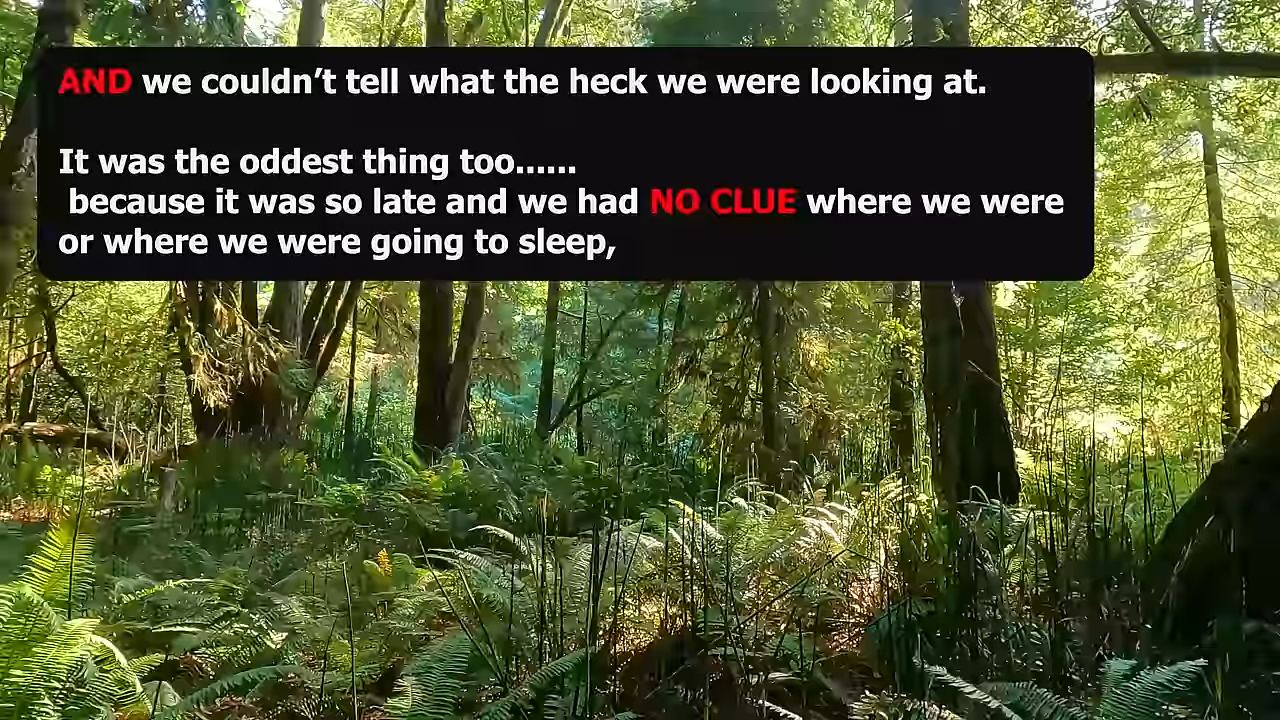 AND we couldn’t tell what the heck we were looking at.
It was the oddest thing too......
because it was so late and we had NO CLUE where we were
or where we were going to sleep,